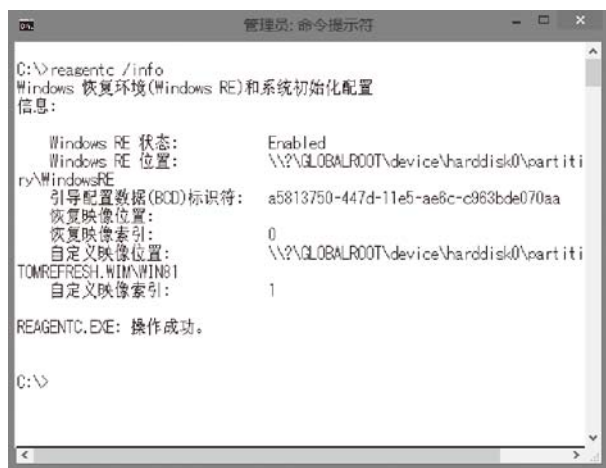 管理员: 命令提示符
C:\>reagentc /info
Windows 恢复环境(Windows RE)和系统初始化配置
信息:
Windows RE 状态: Enabled
Windows RE 位置: \\?\GLOBALROOT\device\harddisk0\partiti
ry\WindowsRE
引导配置数据(BCD)标识符: a5813750-447d-11e5-ae6c-c963bde070aa
恢复映像位置:
恢复映像索引: 0
自定义映像位置: \\?\GLOBALROOT\device\harddisk0\partiti
TOMREFRESH.WIM\WIN81
自定义映像索引: 1
REAGENTC.EXE: 操作成功。
C:\>